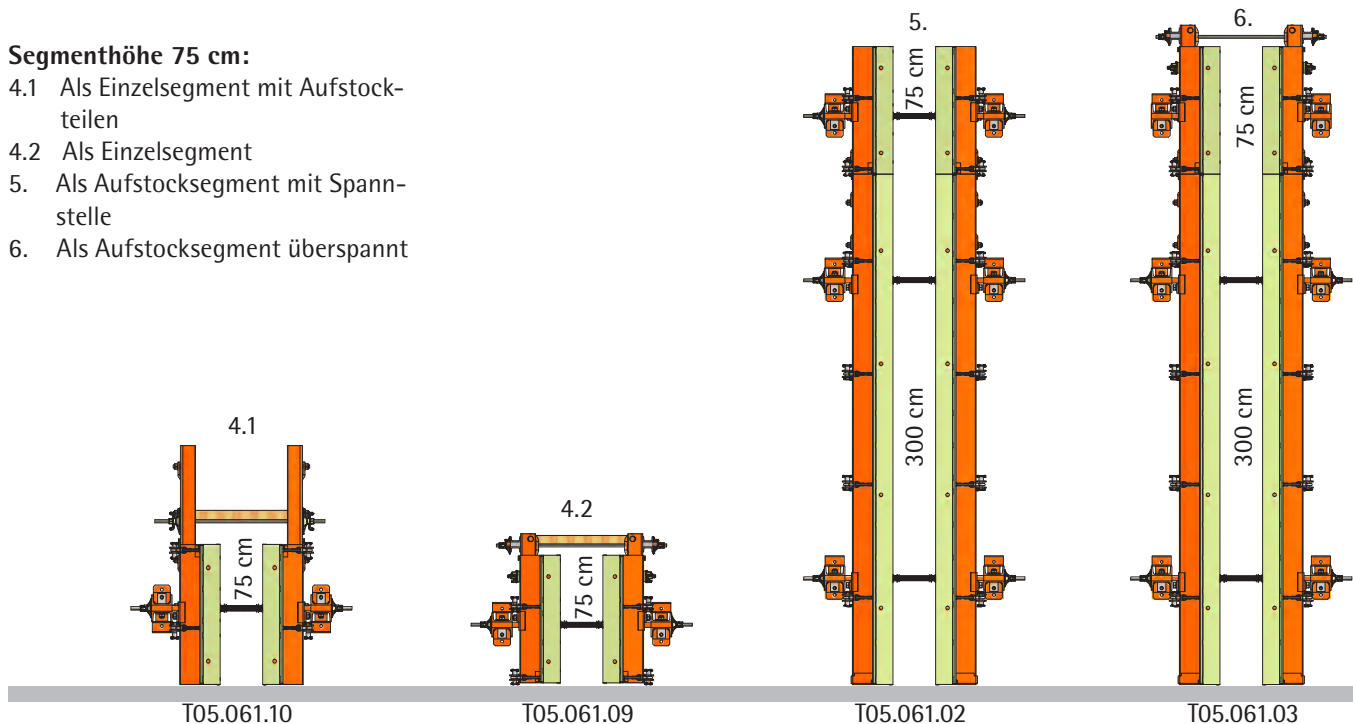 Segmenthöhe 75 cm:
4.1 Als Einzelsegment mit Aufstock-
teilen
4.2 Als Einzelsegment
5. Als Aufstocksegment mit Spann-
stelle
6. Als Aufstocksegment überspannt
4.1
75 cm
T05.061.10
4.2
75 cm
T05.061.09
5.
75 cm
300 cm
T05.061.02
6.
75 cm
300 cm
T05.061.03